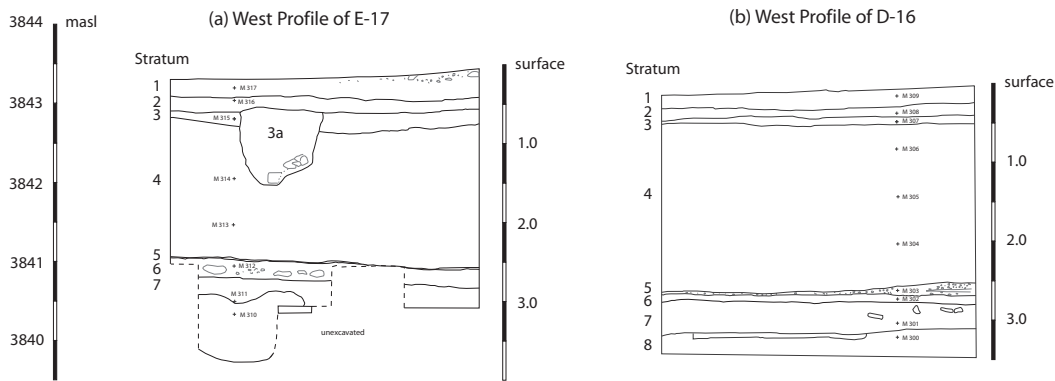 (a) West Profile of E-17
(b) West Profile of D-16
3844
masl
3843
3842
3841
3840
Stratum
1
2
3
4
5
6
7
3a
M 317
M 316
M 315
M 314
M 313
M 312
M 311
M 310
unexcavated
surface
1.0
2.0
3.0
Stratum
1
2
3
4
5
6
7
8
M 309
M 308
M 307
M 306
M 305
M 304
M 303
M 302
M 301
M 300
surface
1.0
2.0
3.0